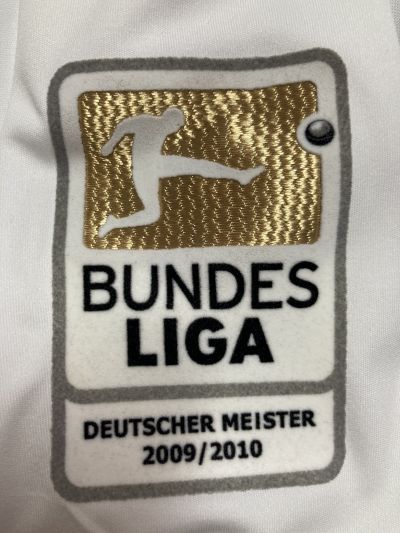 BUNDES
LIGA
DEUTSCHER MEISTER
2009/2010